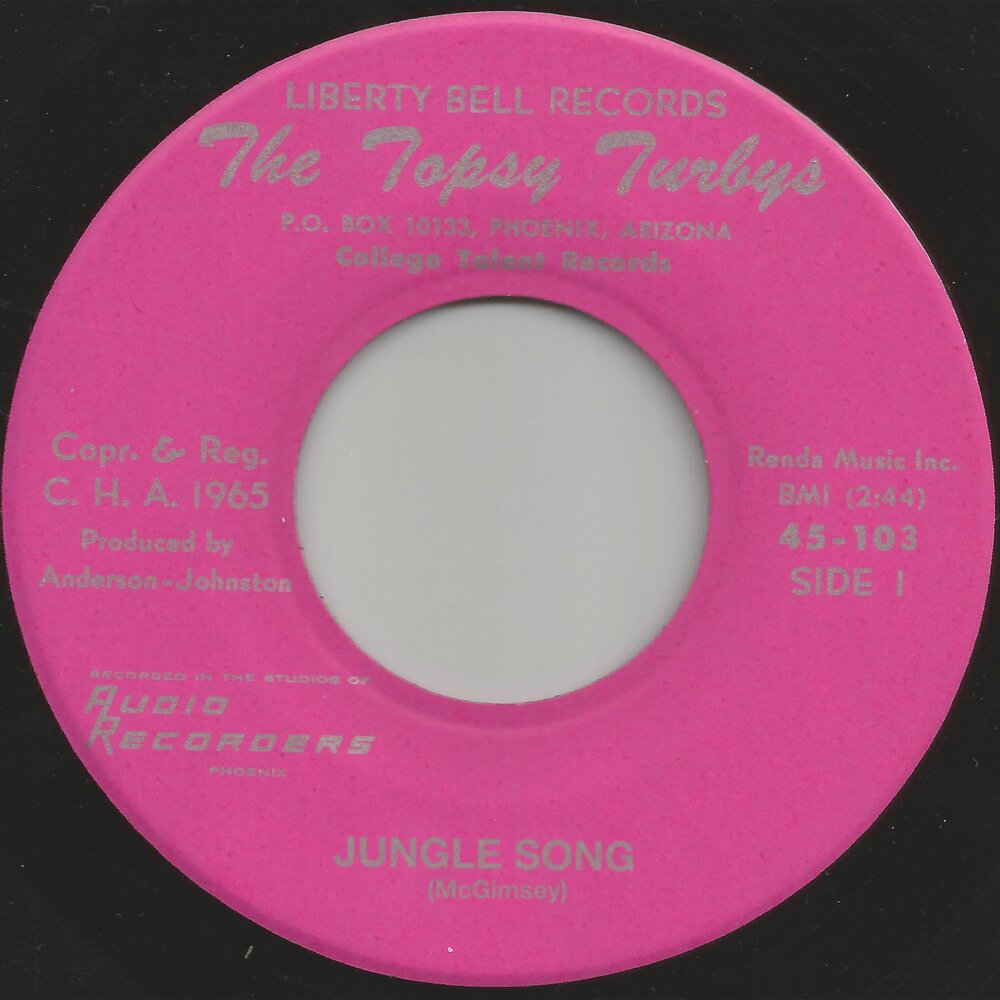 LIBERTY BELL RECORDS
The Topsy Turbys
P.O. BOX 10133, PHOENIX, ARIZONA
College Talent Records
Copr. & Reg.
C. H. A. 1965
Produced by
Anderson-Johnston
Renda Music Inc.
BMI (2:44)
45-103
SIDE 1
RECORDED IN THE STUDIOS OF
AUDIO
RECORDERS
PHOENIX
JUNGLE SONG
(McGimsey)